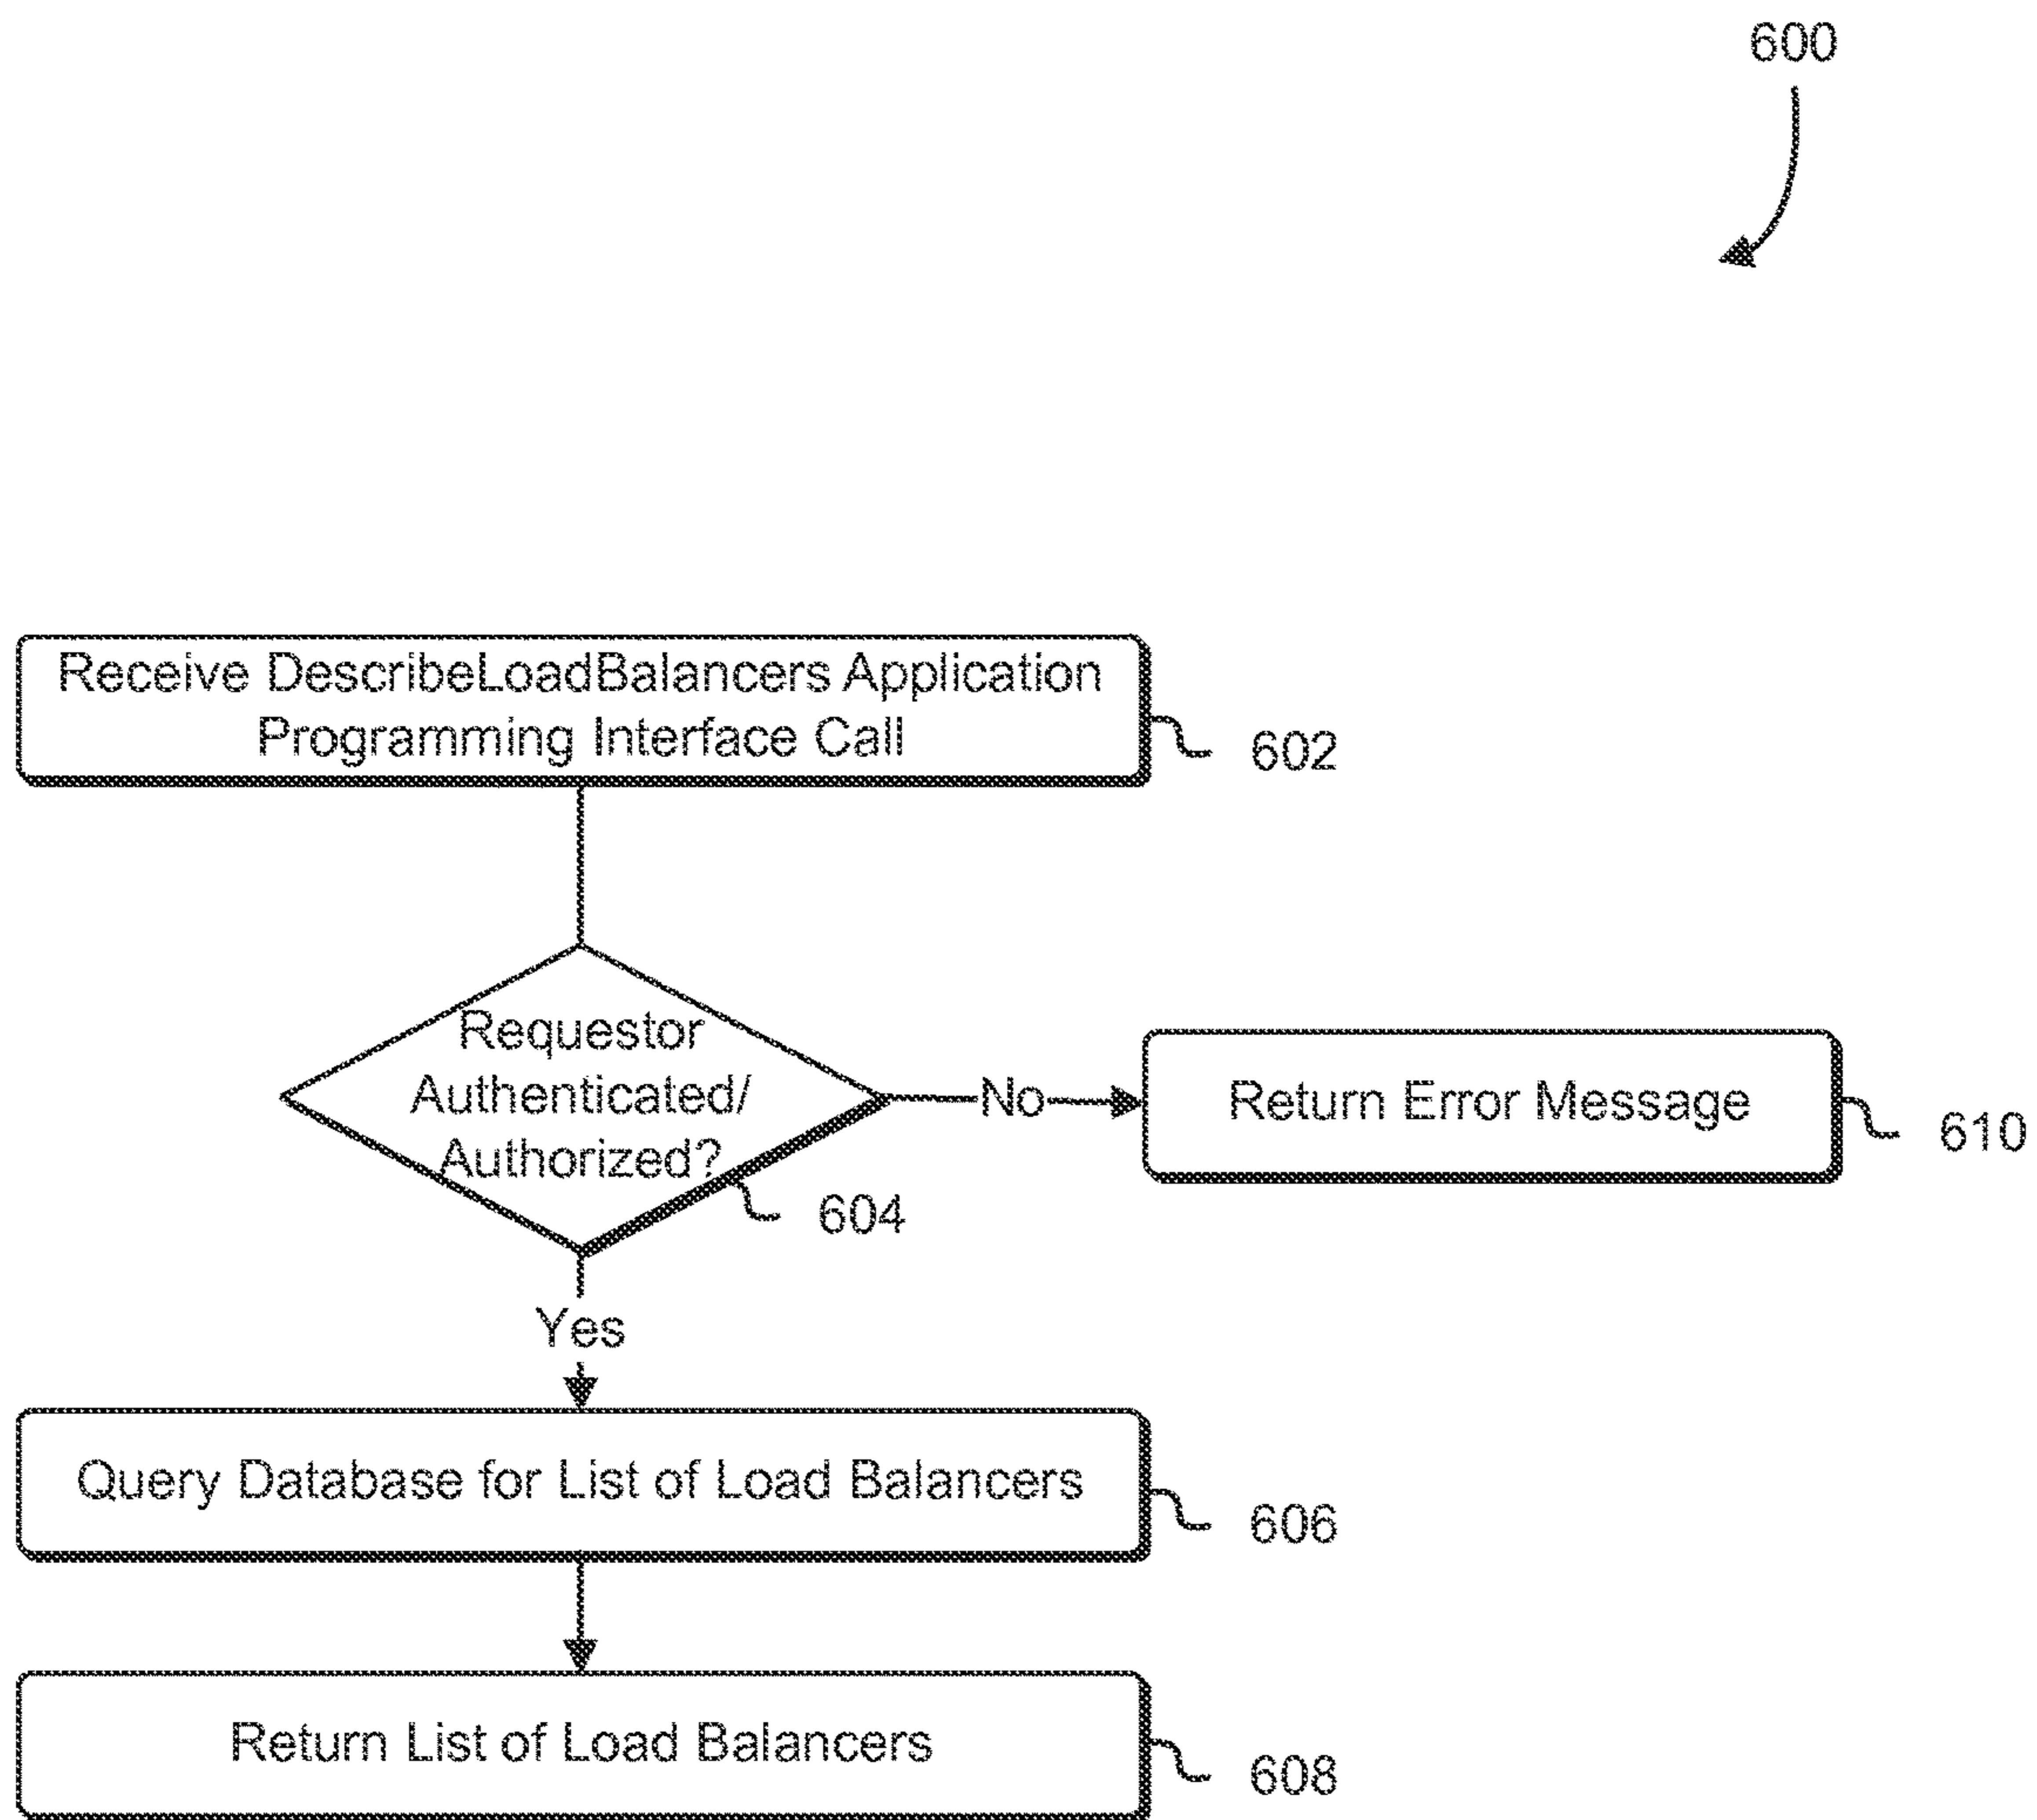 600
Receive DescribeLoadBalancers Application
Programming Interface Call
602
Requestor
Authenticated/
Authorized?
604
No
Return Error Message
610
Yes
Query Database for List of Load Balancers
606
Return List of Load Balancers
608